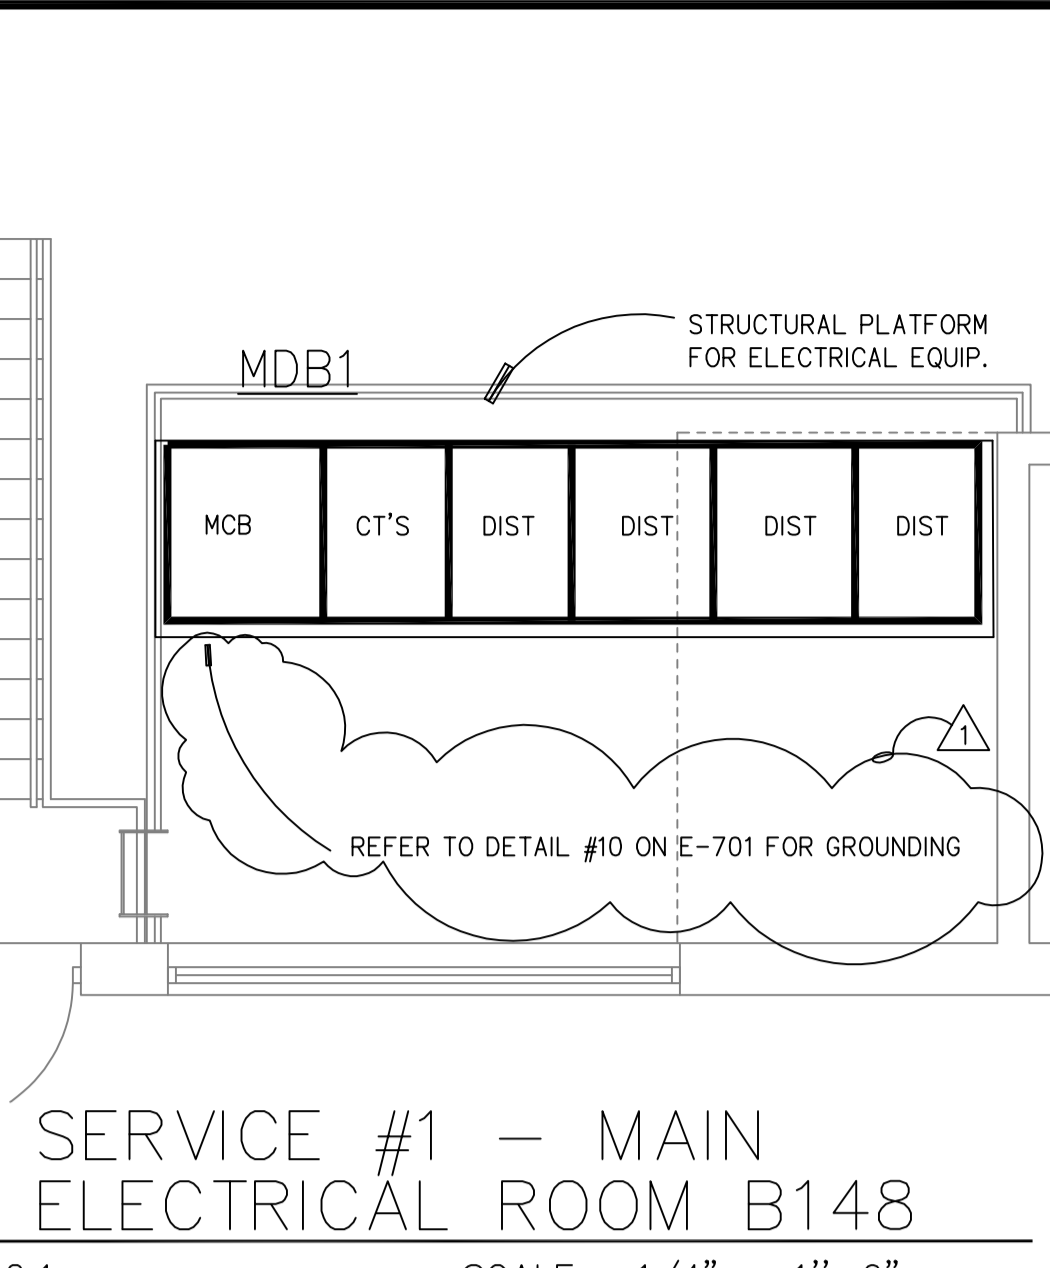 STRUCTURAL PLATFORM
FOR ELECTRICAL EQUIP.
MDB1
MCB
CT'S
DIST
DIST
DIST
DIST
1
REFER TO DETAIL #10 ON E-701 FOR GROUNDING
SERVICE #1 - MAIN
ELECTRICAL ROOM B148